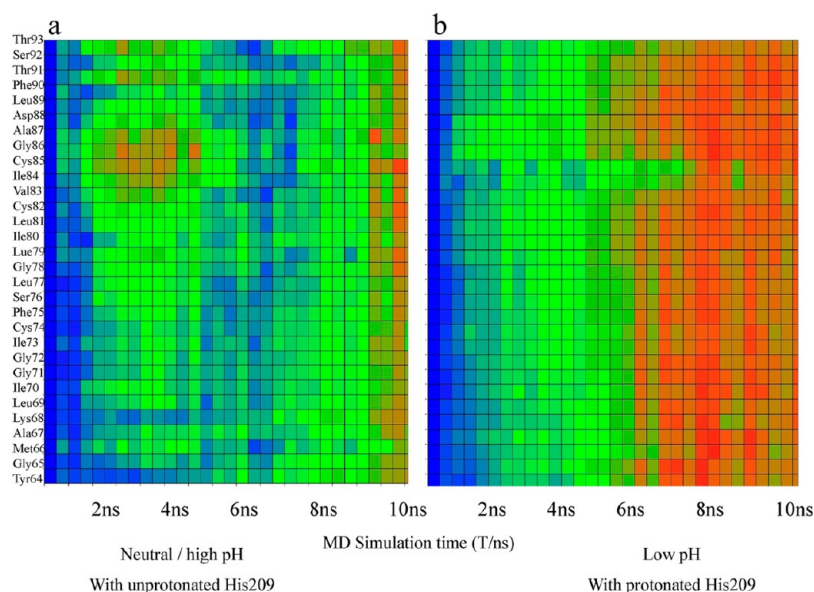 a
b
Thr93
Ser92
Thr91
Phe90
Leu89
Asp88
Ala87
Gly86
Cys85
Ile84
Val83
Cys82
Leu81
Ile80
Lue79
Gly78
Leu77
Ser76
Phe75
Cys74
Ile73
Gly72
Gly71
Ile70
Leu69
Lys68
Ala67
Met66
Gly65
Tyr64
2ns 4ns 6ns 8ns 10ns
2ns 4ns 6ns 8ns 10ns
MD Simulation time (T/ns)
Neutral / high pH
With unprotonated His209
Low pH
With protonated His209